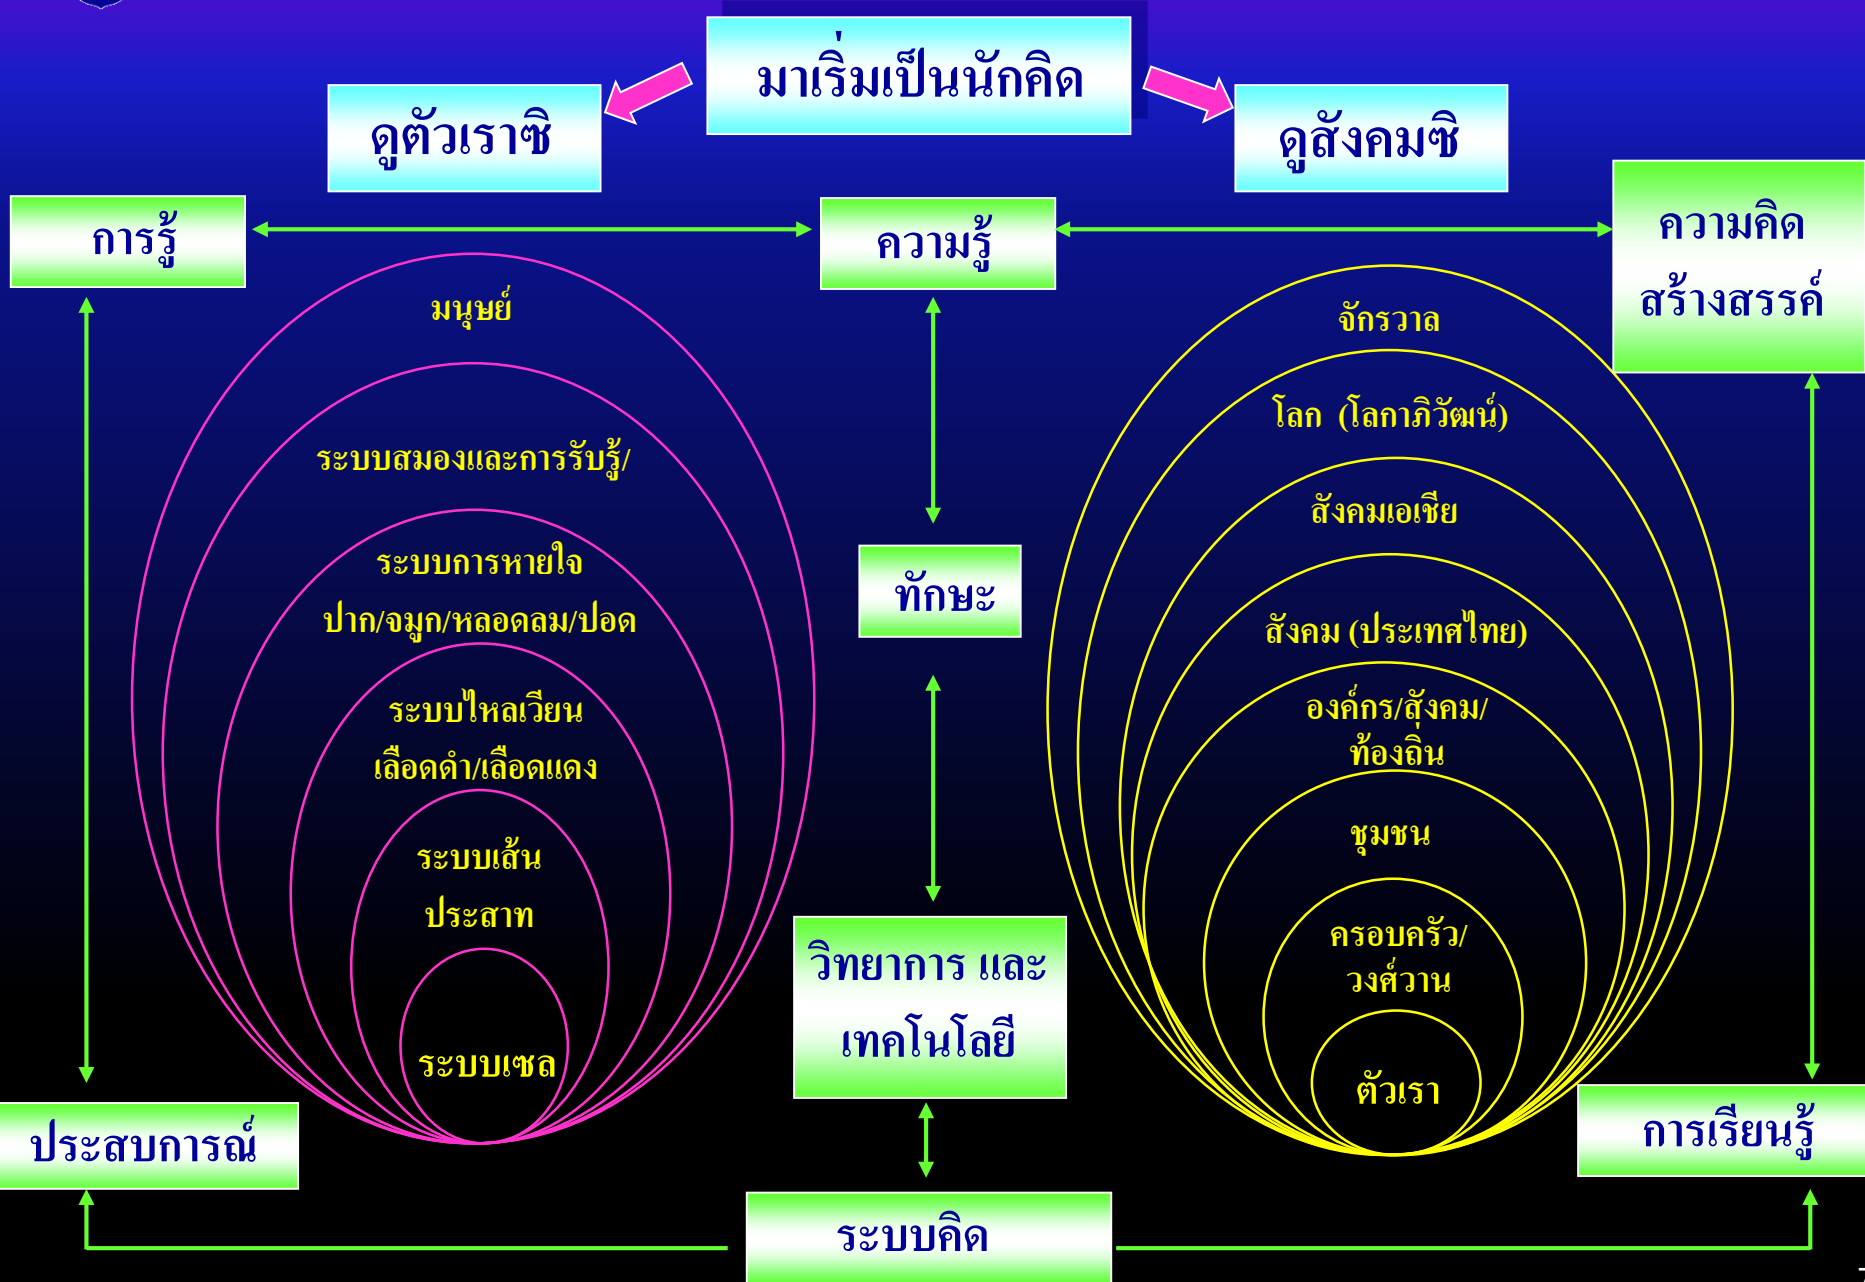 มาเริ่มเป็นนักคิด
ดูตัวเราซิ
ดูสังคมซิ
การรู้
ความรู้
ความคิด
สร้างสรรค์
มนุษย์
ระบบสมองและการรับรู้/
ระบบการหายใจ
ปาก/จมูก/หลอดลม/ปอด
ระบบไหลเวียน
เลือดดำ/เลือดแดง
ระบบเส้น
ประสาท
ระบบเซล
ทักษะ
วิทยาการ และ
เทคโนโลยี
จักรวาล
โลก (โลกาภิวัฒน์)
สังคมเอเชีย
สังคม (ประเทศไทย)
องค์กร/สังคม/
ท้องถิ่น
ชุมชน
ครอบครัว/
วงศ์วาน
ตัวเรา
ประสบการณ์
การเรียนรู้
ระบบคิด